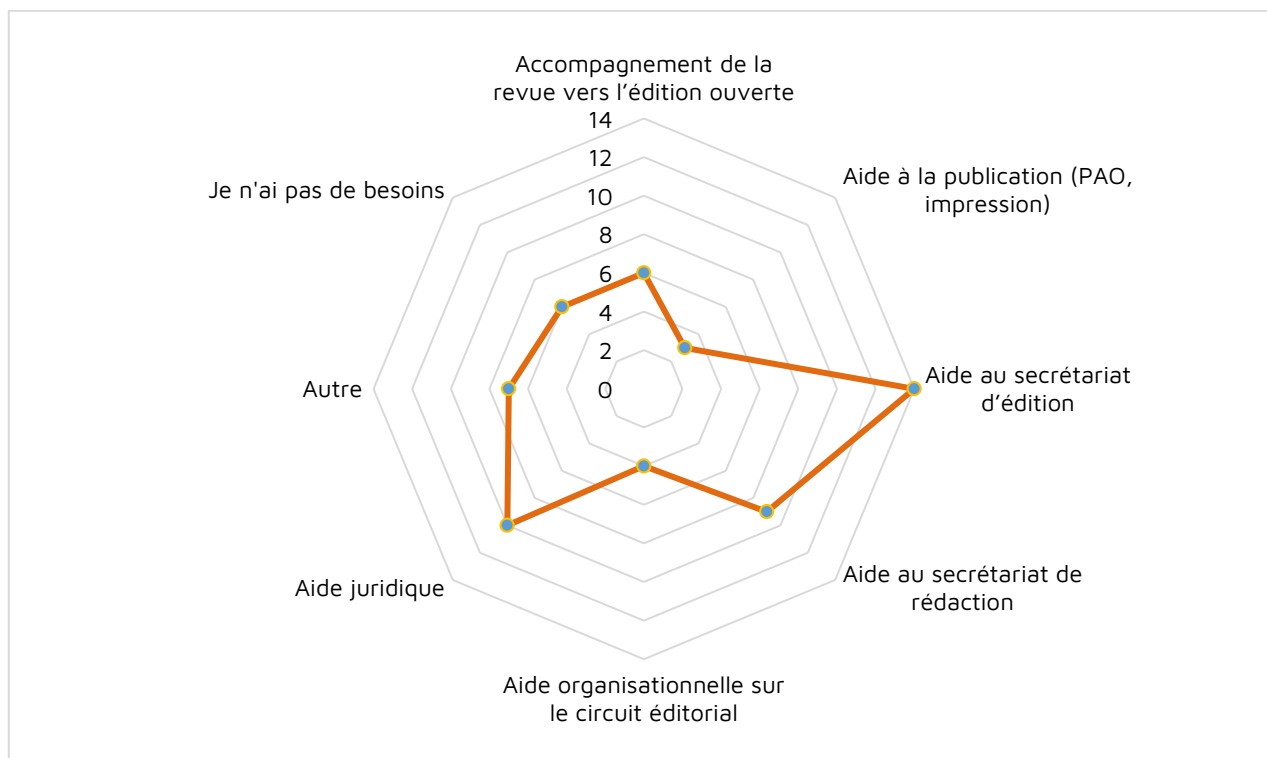 Accompagnement de la
revue vers l’édition ouverte
14
12
10
8
6
4
2
0
Aide à la publication (PAO,
impression)
Aide au secrétariat
d’édition
Aide au secrétariat de
rédaction
Aide organisationnelle sur
le circuit éditorial
Aide juridique
Autre
Je n'ai pas de besoins